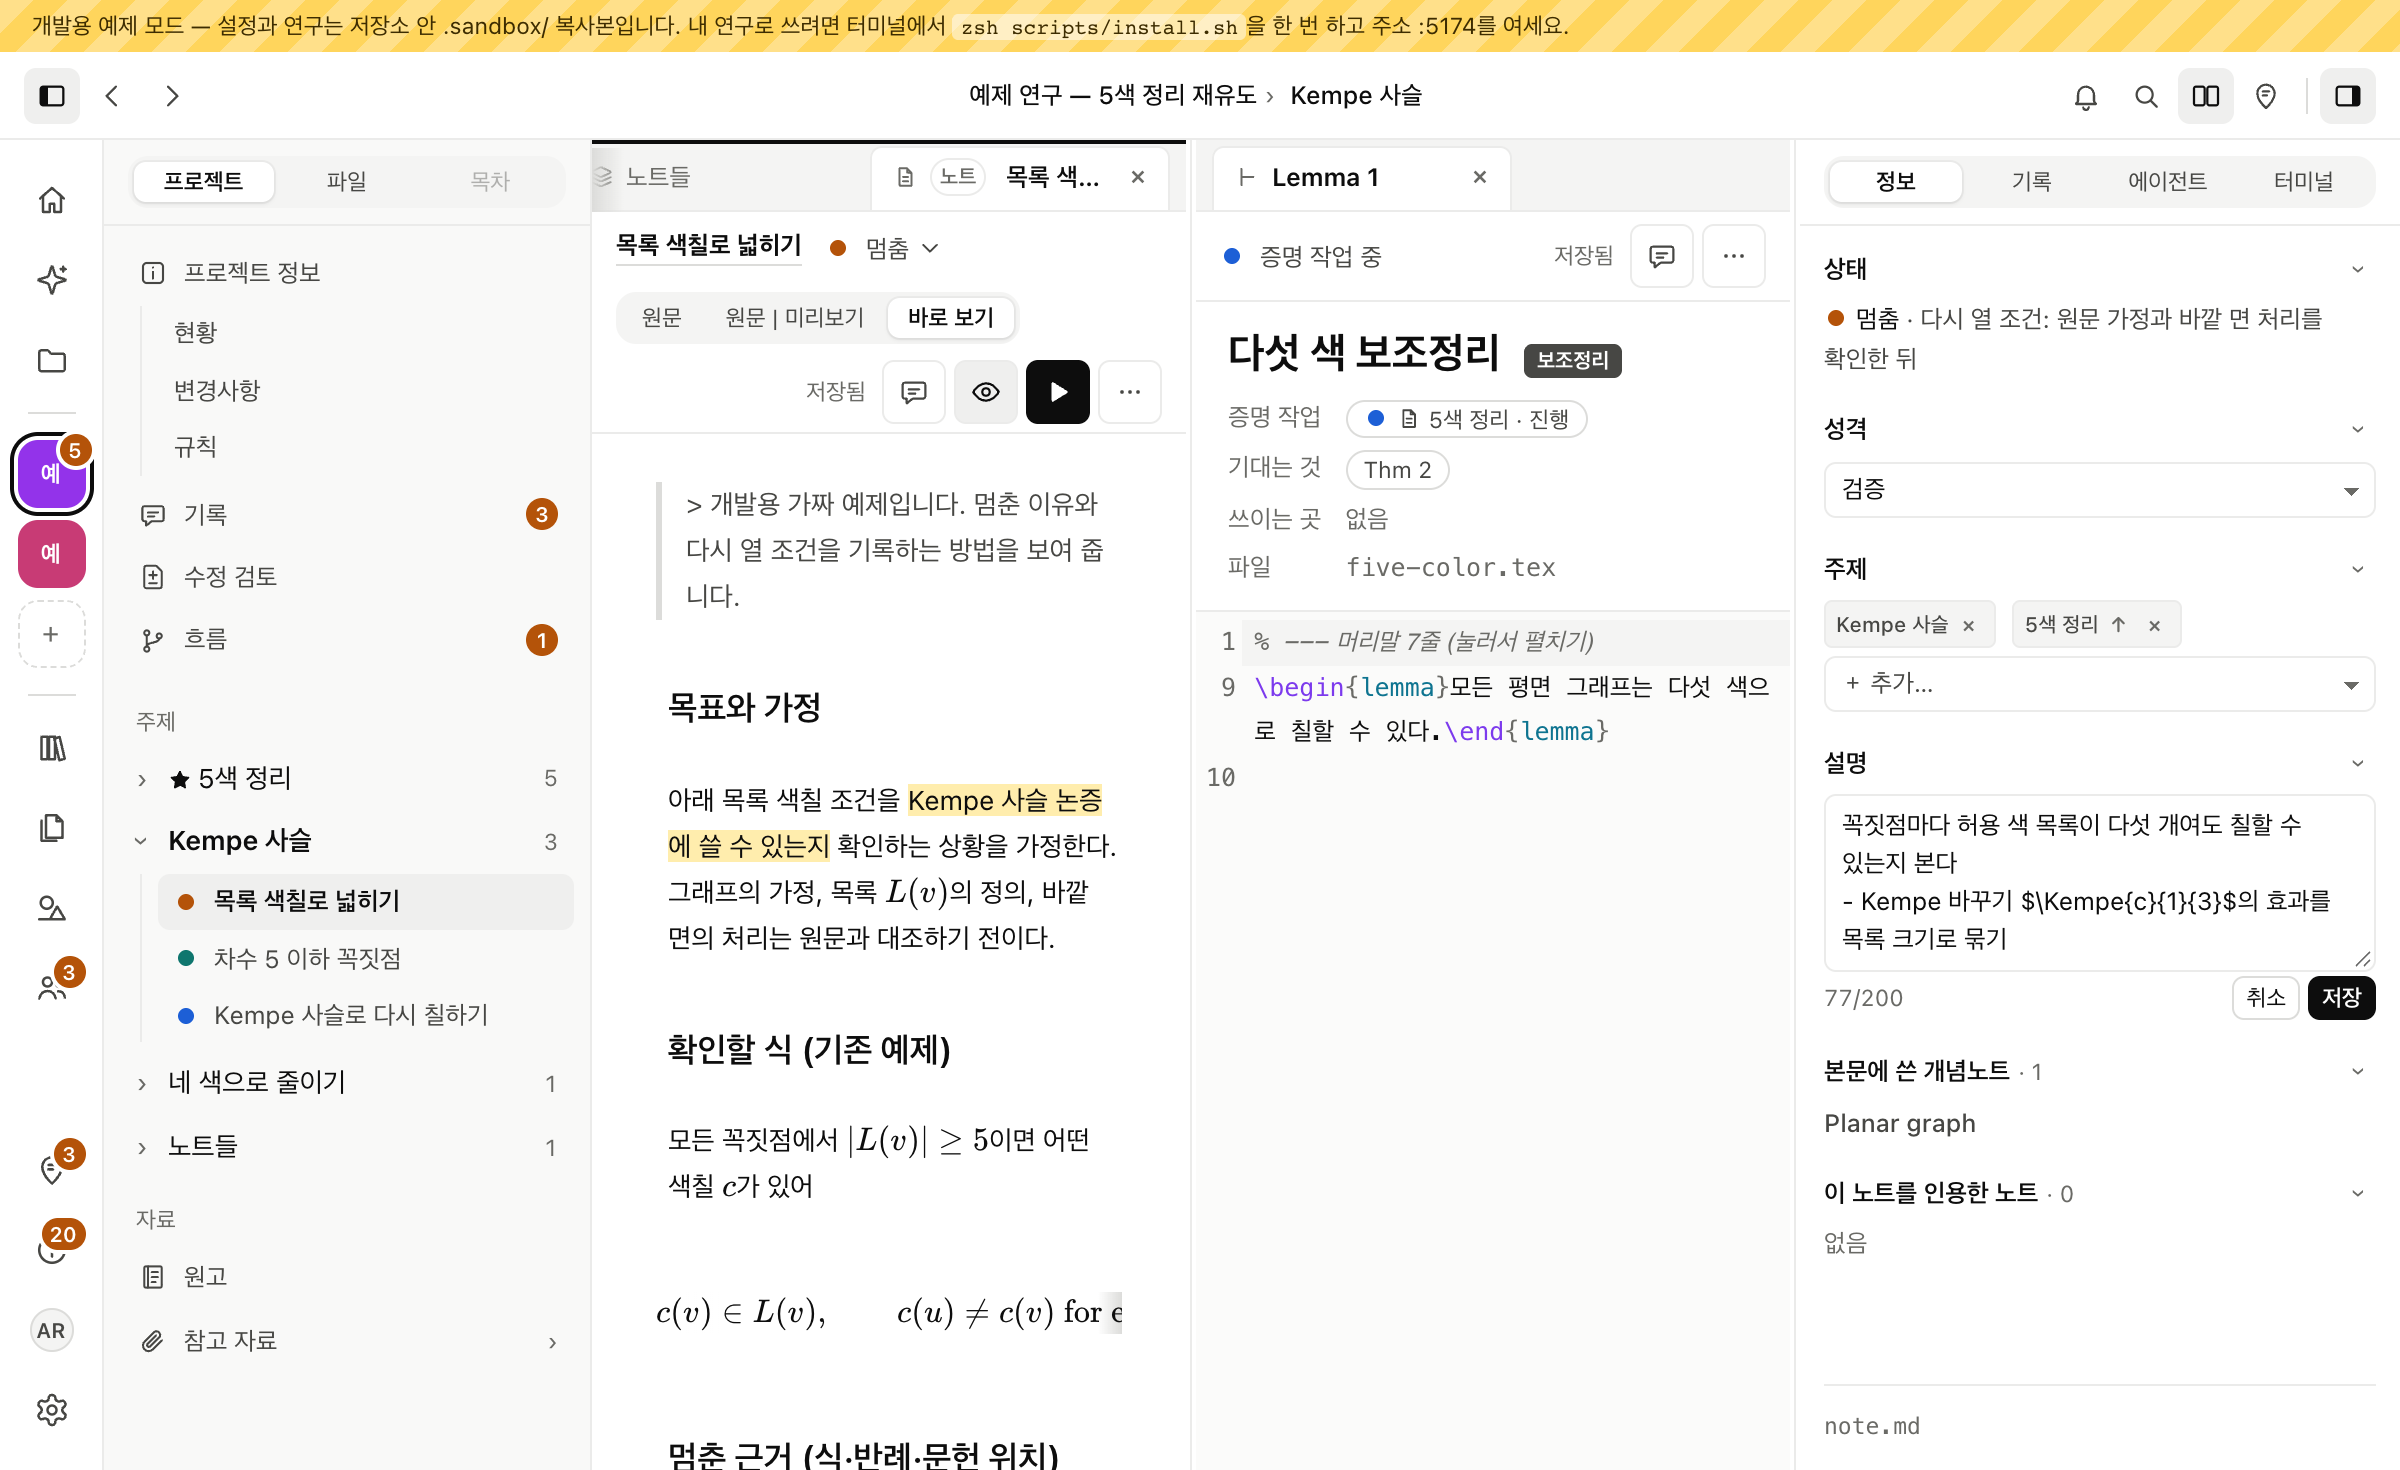 개발용 예제 모드 — 설정과 연구는 저장소 안 .sandbox/ 복사본입니다. 내 연구로 쓰려면 터미널에서 zsh scripts/install.sh 을 한 번 하고 주소 :5174를 여세요.
예제 연구 — 5색 정리 재유도 › Kempe 사슬
5
예
예
+
3
3
20
AR
프로젝트 파일 목차
프로젝트 정보
현황
변경사항
규칙
기록 3
수정 검토
흐름 1
주제
› ★ 5색 정리 5
Kempe 사슬 3
목록 색칠로 넓히기
차수 5 이하 꼭짓점
Kempe 사슬로 다시 칠하기
› 네 색으로 줄이기 1
› 노트들 1
자료
원고
참고 자료 ›
노트들 노트 목록 색... ×
목록 색칠로 넓히기 멈춤
원문 원문 | 미리보기 바로 보기
저장됨 ...
> 개발용 가짜 예제입니다. 멈춘 이유와
다시 열 조건을 기록하는 방법을 보여 줍
니다.
목표와 가정
아래 목록 색칠 조건을 Kempe 사슬 논증
에 쓸 수 있는지 확인하는 상황을 가정한다.
그래프의 가정, 목록 L(v)의 정의, 바깥
면의 처리는 원문과 대조하기 전이다.
확인할 식 (기존 예제)
모든 꼭짓점에서 |L(v)| ≥ 5이면 어떤
색칠 c가 있어
c(v) ∈ L(v), c(u) ≠ c(v) for e
멈춘 근거 (식·반례·문헌 위치)
⊢ Lemma 1 ×
증명 작업 중 저장됨 ...
다섯 색 보조정리 보조정리
증명 작업 5색 정리 · 진행
기대는 것 Thm 2
쓰이는 곳 없음
파일 five-color.tex
1 % ––– 머리말 7줄 (눌러서 펼치기)
9 \begin{lemma}모든 평면 그래프는 다섯 색으
로 칠할 수 있다.\end{lemma}
10
정보 기록 에이전트 터미널
상태
멈춤 · 다시 열 조건: 원문 가정과 바깥 면 처리를
확인한 뒤
성격
검증
주제
Kempe 사슬 × 5색 정리 ↑ ×
+ 추가...
설명
꼭짓점마다 허용 색 목록이 다섯 개여도 칠할 수
있는지 본다
- Kempe 바꾸기 $\Kempe{c}{1}{3}$의 효과를
목록 크기로 묶기
77/200 취소 저장
본문에 쓴 개념노트 · 1
Planar graph
이 노트를 인용한 노트 · 0
없음
note.md